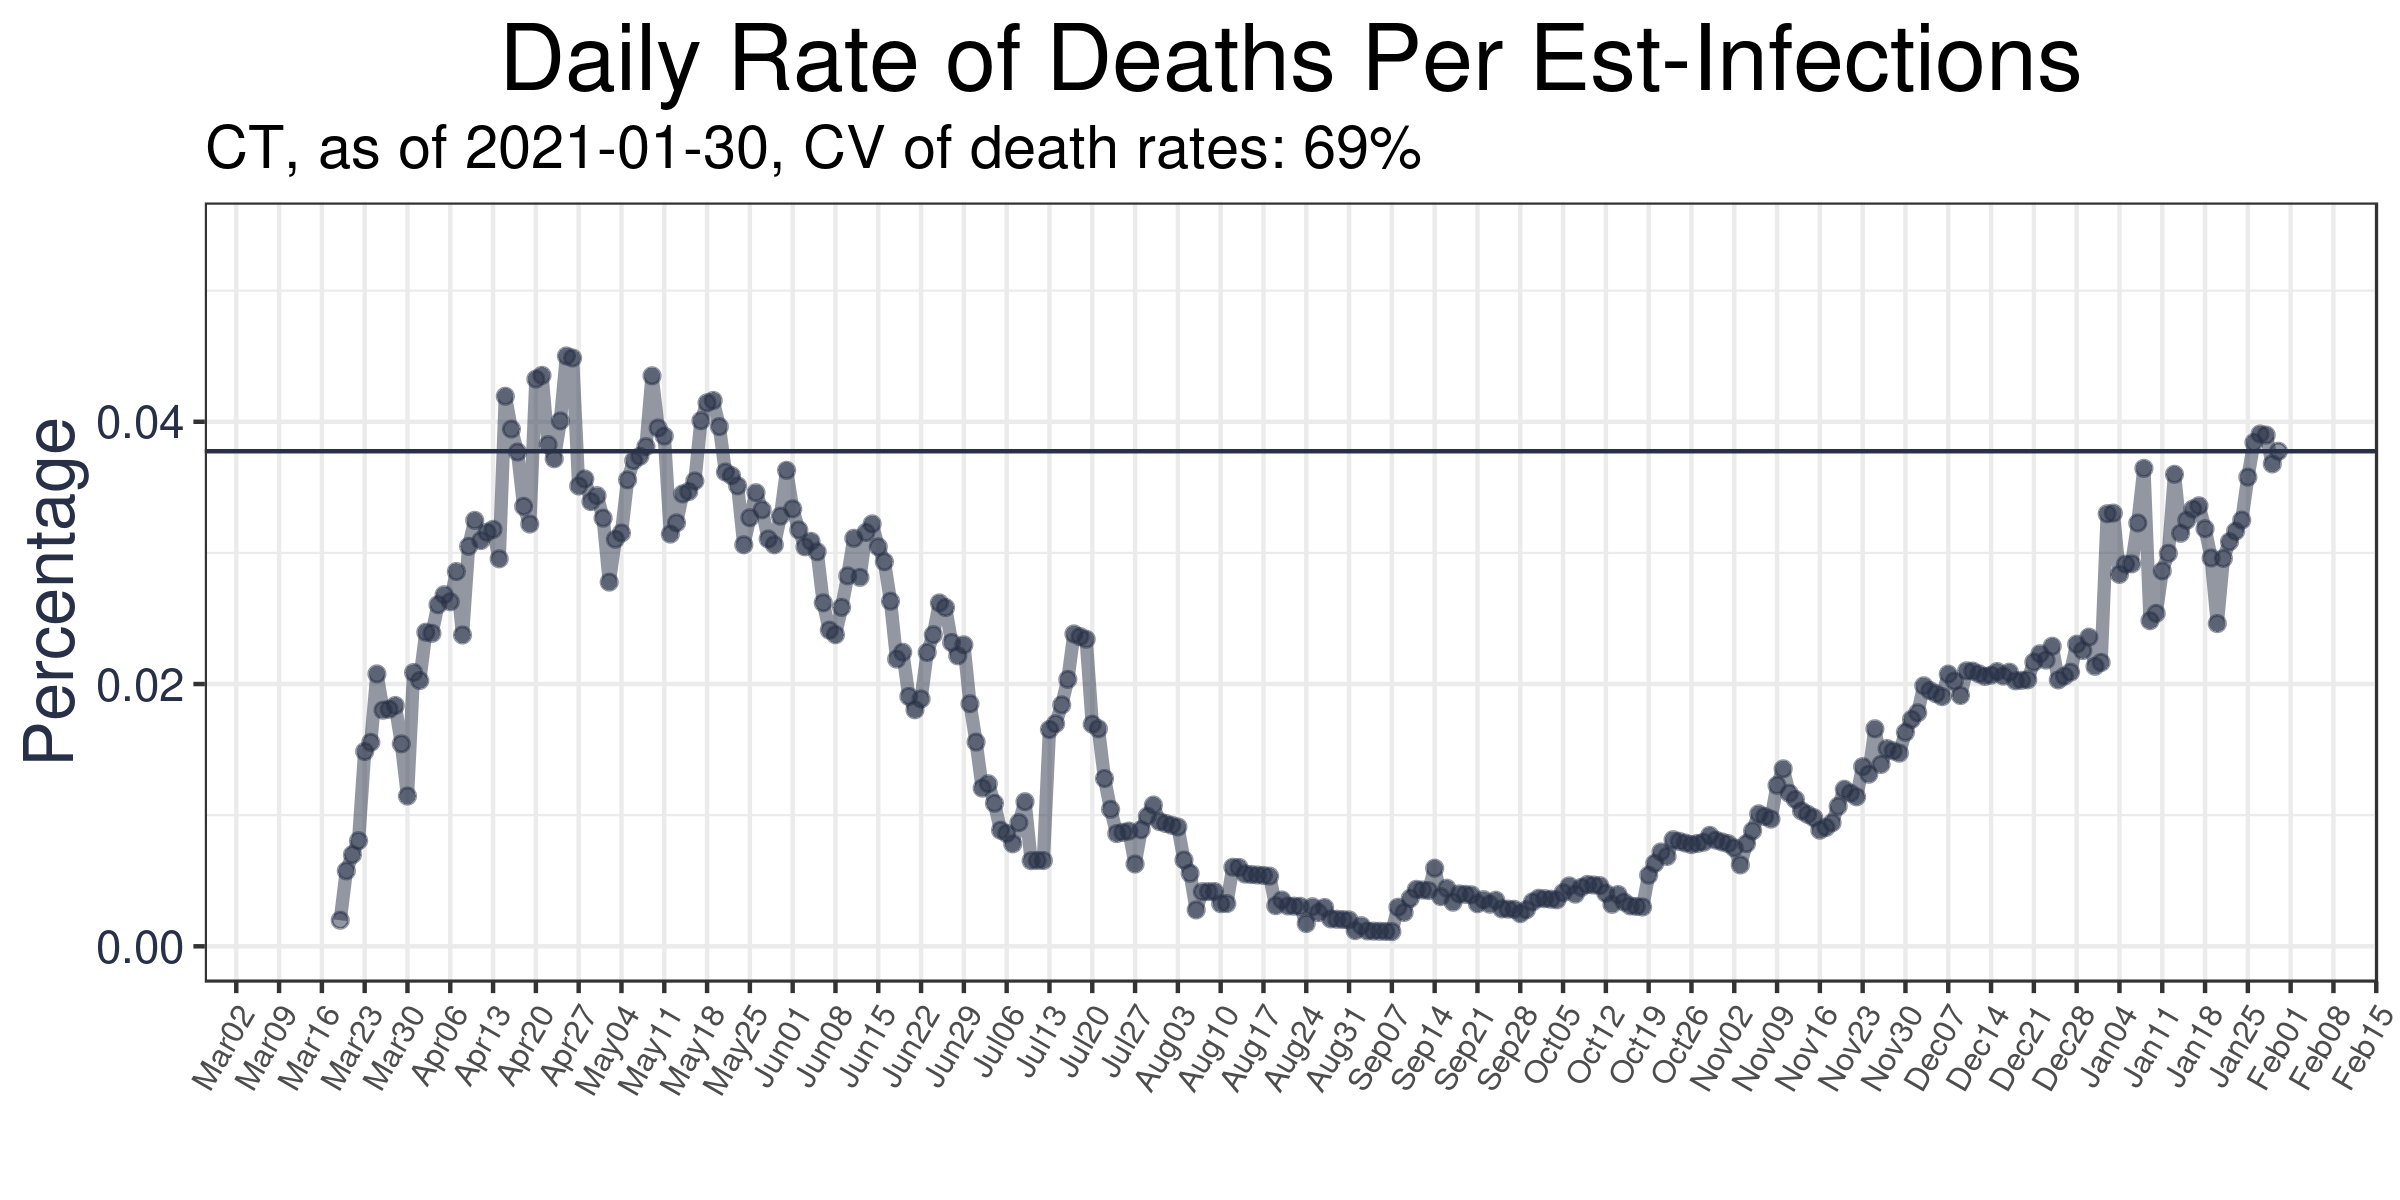 Daily Rate of Deaths Per Est-Infections
CT, as of 2021-01-30, CV of death rates: 69%
Percentage
0.04
0.02
0.00
Mar02
Mar09
Mar16
Mar23
Mar30
Apr06
Apr13
Apr20
Apr27
May04
May11
May18
May25
Jun01
Jun08
Jun15
Jun22
Jun29
Jul06
Jul13
Jul20
Jul27
Aug03
Aug10
Aug17
Aug24
Aug31
Sep07
Sep14
Sep21
Sep28
Oct05
Oct12
Oct19
Oct26
Nov02
Nov09
Nov16
Nov23
Nov30
Dec07
Dec14
Dec21
Dec28
Jan04
Jan11
Jan18
Jan25
Feb01
Feb08
Feb15